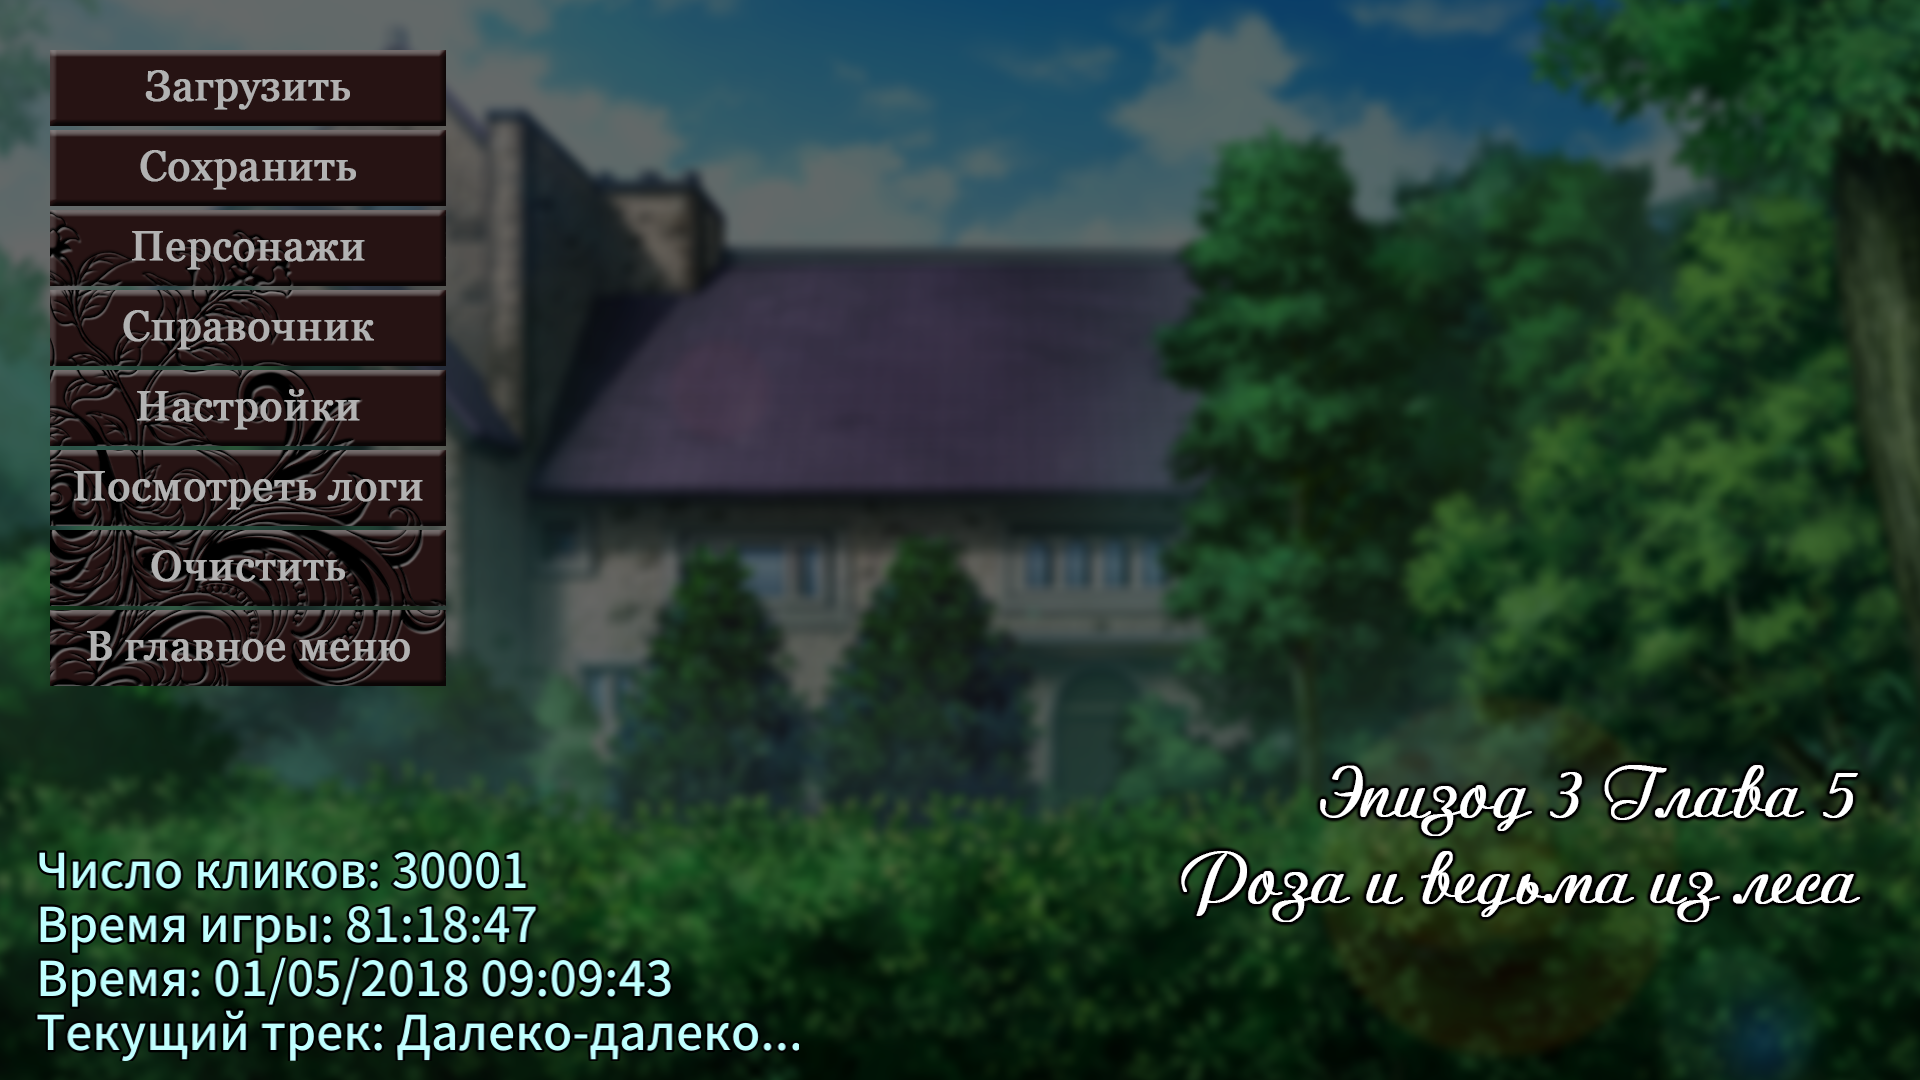 Загрузить
Сохранить
Персонажи
Справочник
Настройки
Посмотреть логи
Очистить
В главное меню
Эпизод 3 Глава 5
Роза и ведьма из леса
Число кликов: 30001
Время игры: 81:18:47
Время: 01/05/2018 09:09:43
Текущий трек: Далеко-далеко...